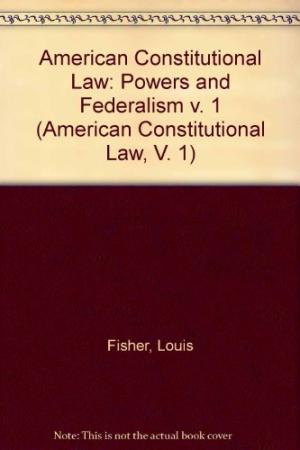 American Constitutional
Law: Powers and
Federalism v. 1
(American Constitutional
Law, V. 1)
Fisher, Louis
Note: This is not the actual book cover